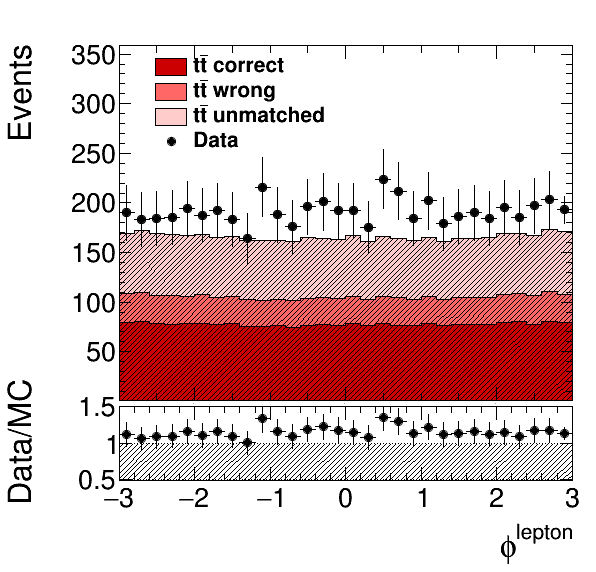 Events
350
300
250
200
150
100
50
tt̄ correct
tt̄ wrong
tt̄ unmatched
Data
Data/MC
1.5
1
0.5
−3 −2 −1 0 1 2 3
ϕlepton